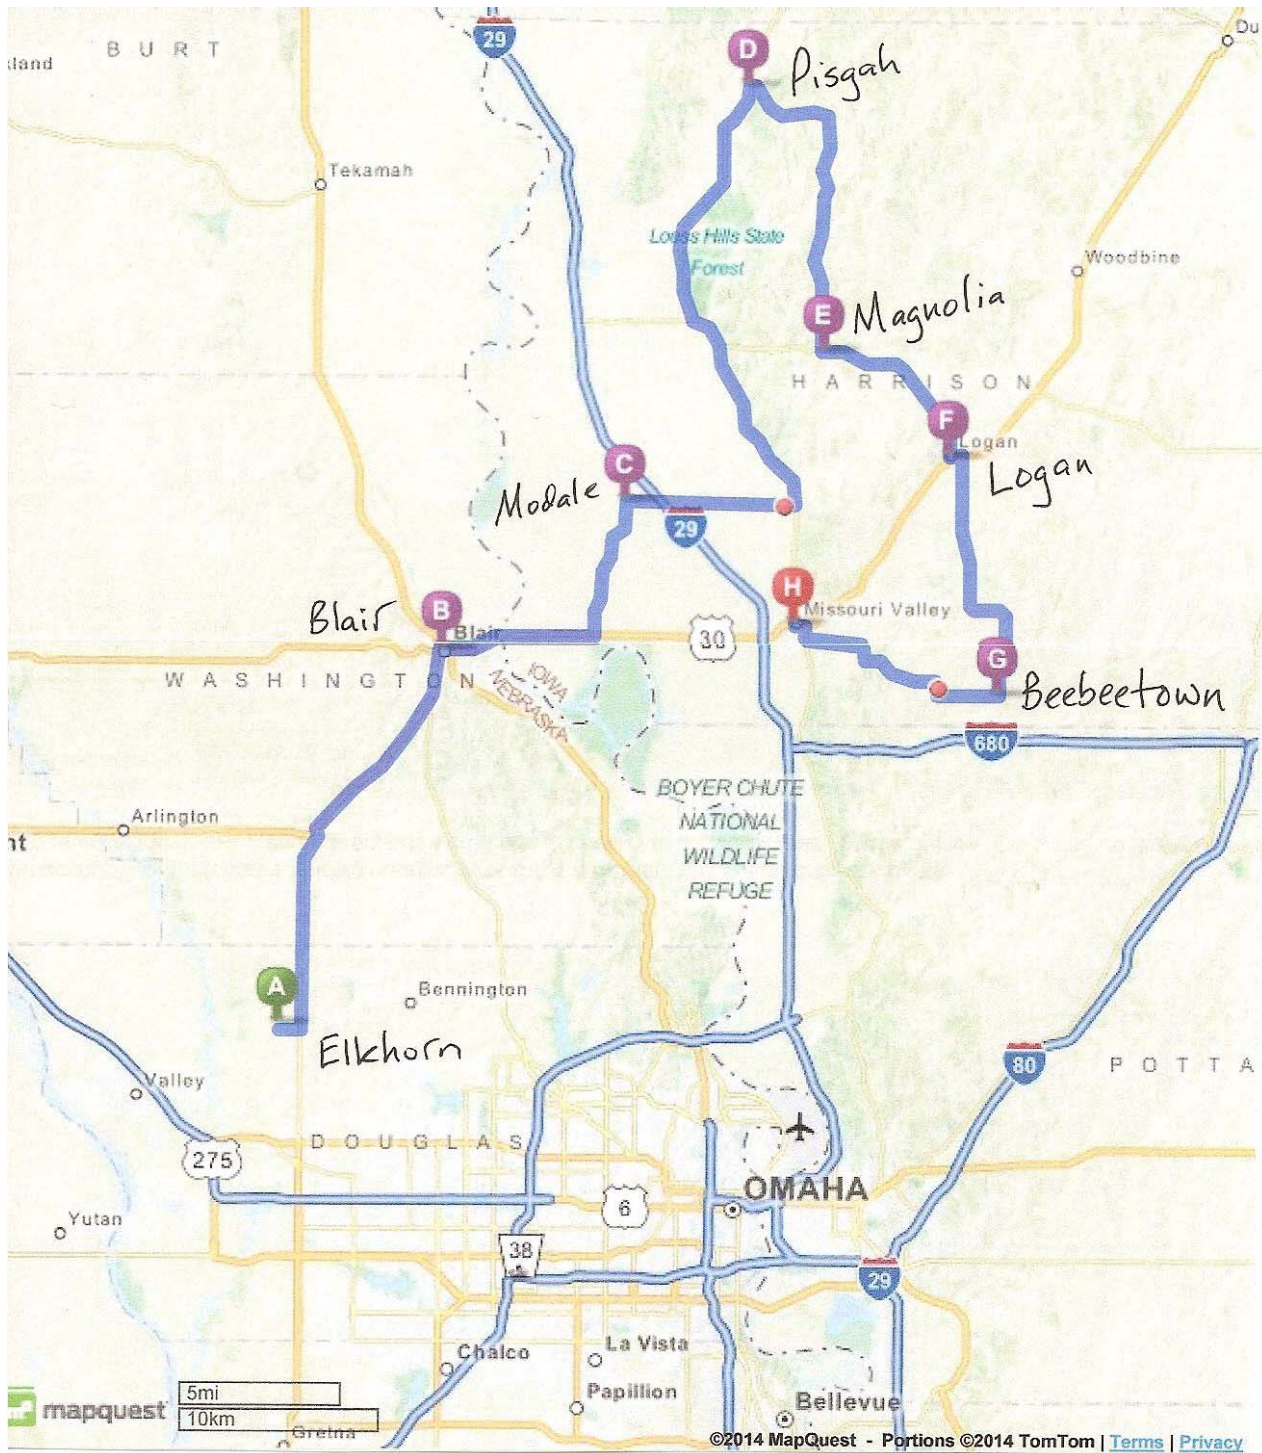 29
Du
BURT
kland
D
Pisgah
Tekamah
Loess Hills State
Forest
Woodbine
E
Magnolia
HARRISON
F
Logan
Logan
C
Modale
29
H
Missouri Valley
Blair
B
Blair
30
G
Beebeetown
WASHINGTON
IOWA
NEBRASKA
680
BOYER CHUTE
NATIONAL
WILDLIFE
REFUGE
Arlington
nt
A
Elkhorn
Bennington
80
POTTA
Valley
DOUGLAS
275
OMAHA
6
Yutan
38
29
La Vista
Chalco
5mi
Papillion
mapquest
10km
Bellevue
Gretna
©2014 MapQuest - Portions ©2014 TomTom | Terms | Privacy